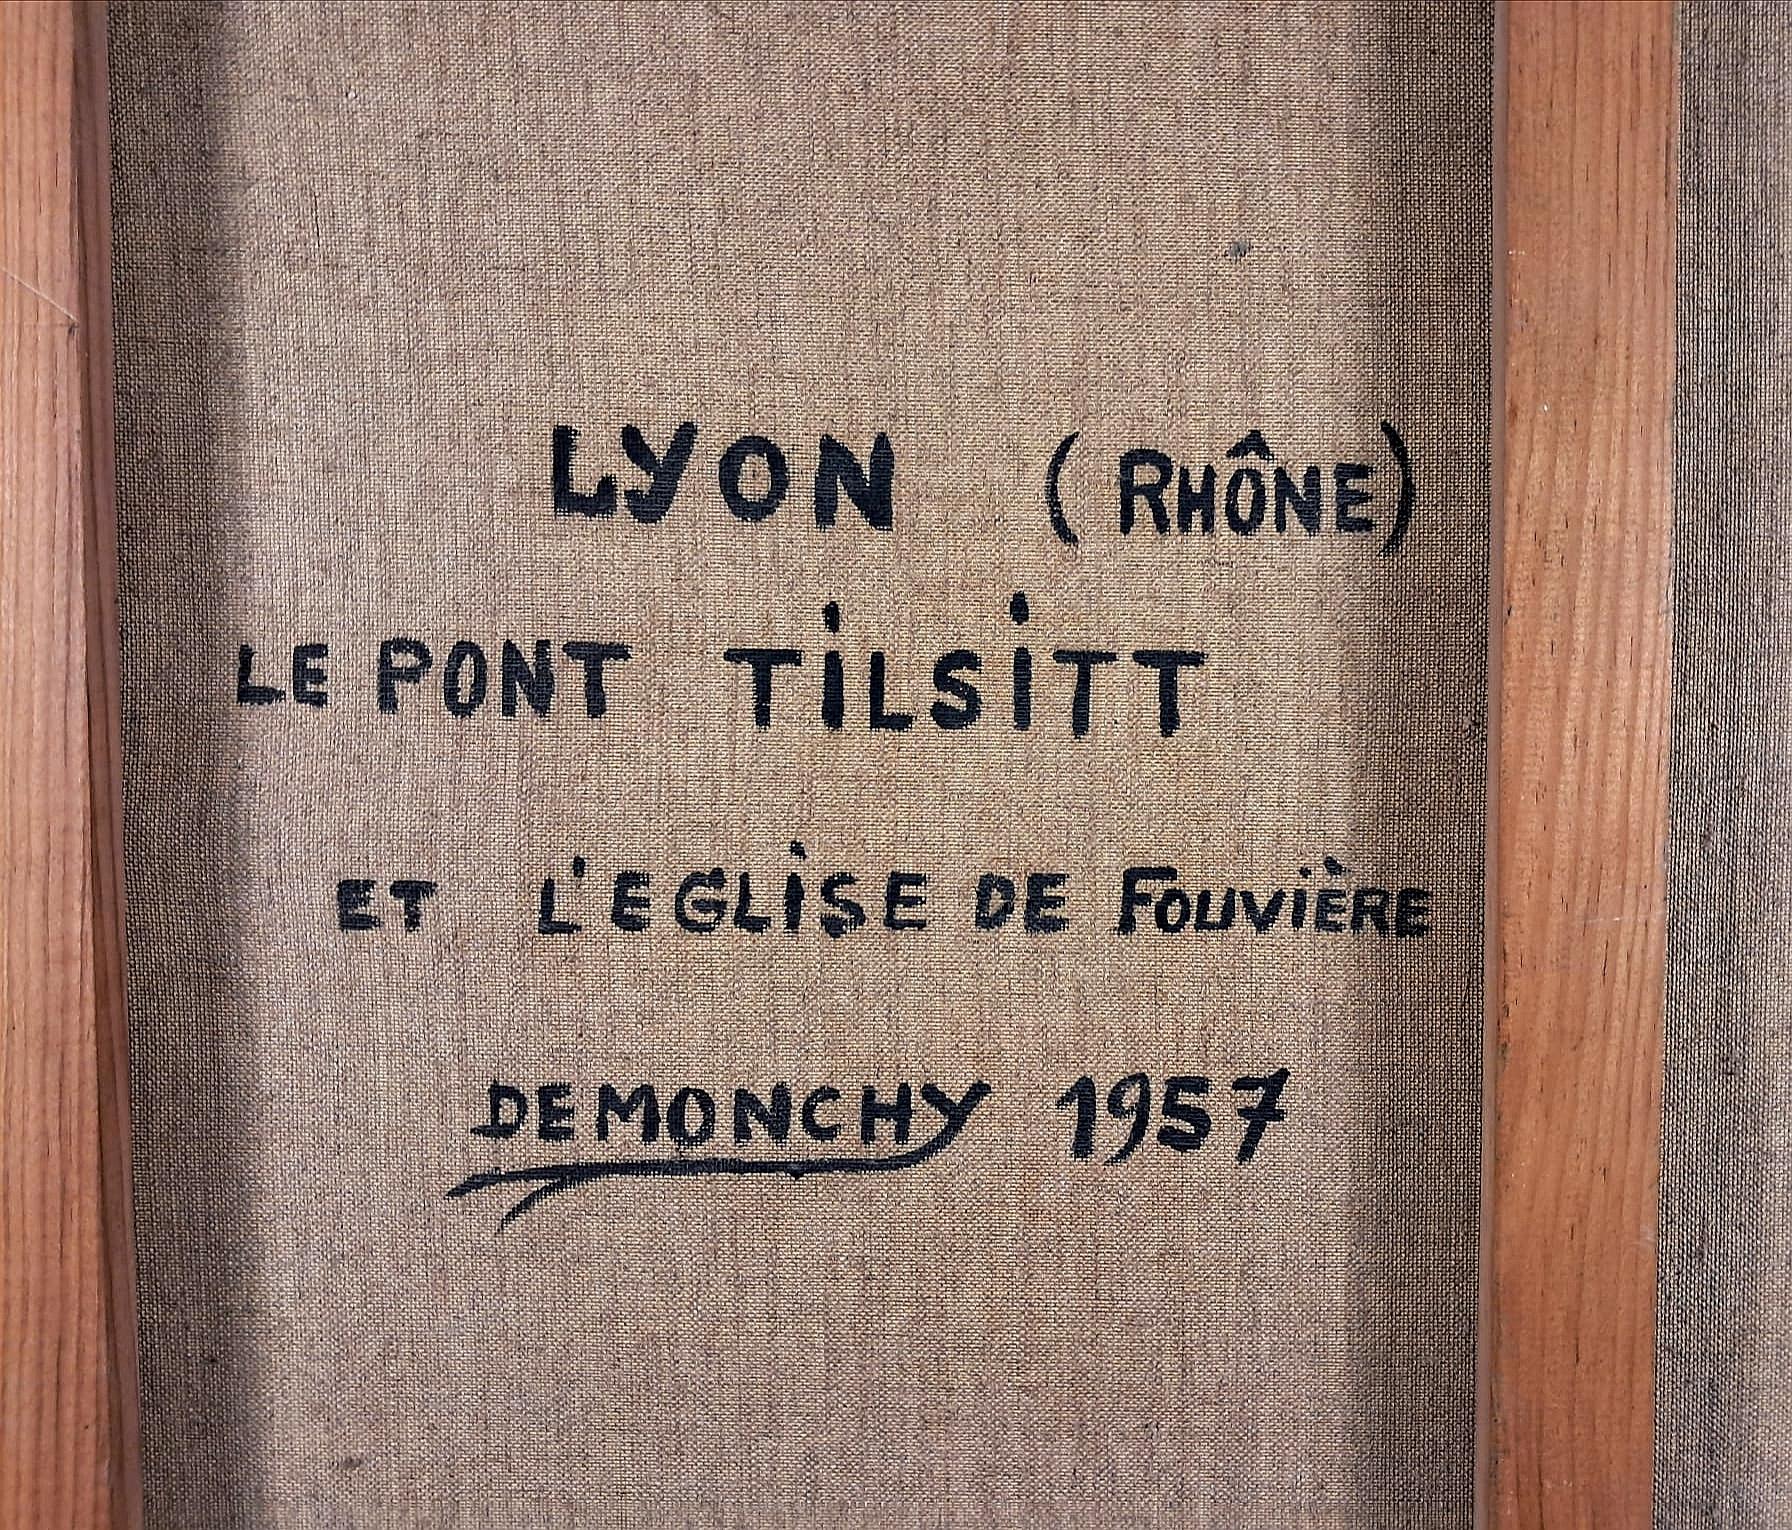 LYON (RHÔNE)
LE PONT TILSITT
ET L'EGLISE DE FOUVIÈRE
DEMONCHY 1957